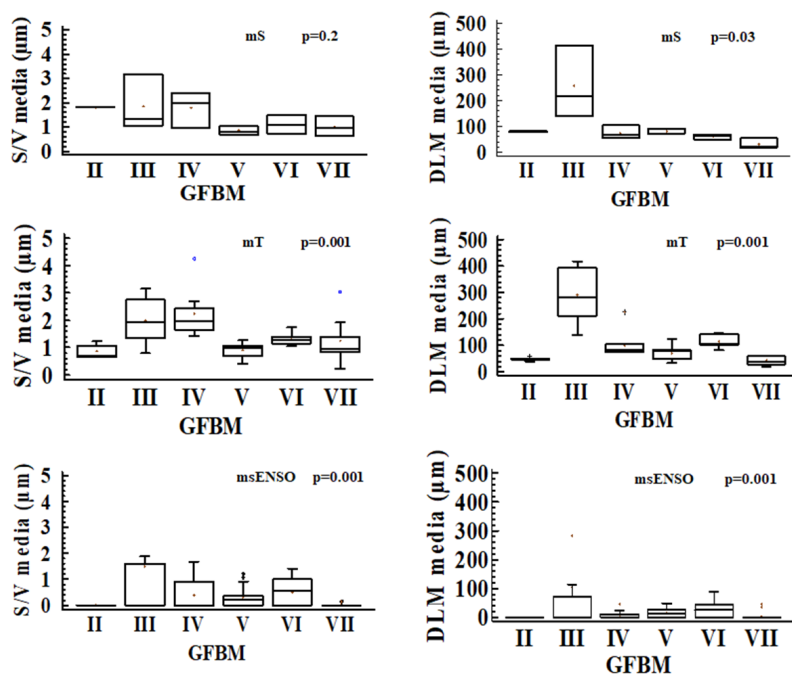 mS p=0.2
S/V media (µm)
5
4
3
2
1
0
II III IV V VI VII
GFBM
mS p=0.03
DLM media (µm)
500
400
300
200
100
0
II III IV V VI VII
GFBM
mT p=0.001
S/V media (µm)
5
4
3
2
1
0
II III IV V VI VII
GFBM
mT p=0.001
DLM media (µm)
500
400
300
200
100
0
II III IV V VI VII
GFBM
msENSO p=0.001
S/V media (µm)
5
4
3
2
1
0
II III IV V VI VII
GFBM
msENSO p=0.001
DLM media (µm)
500
400
300
200
100
0
II III IV V VI VII
GFBM